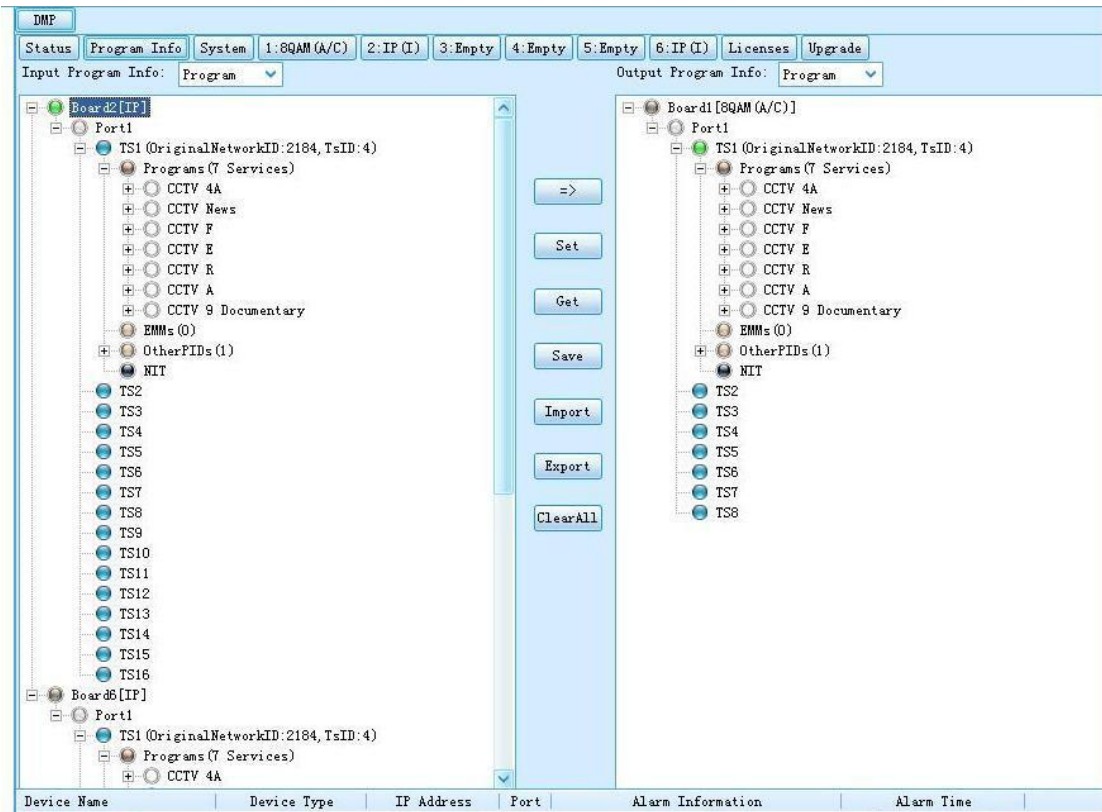 DMP
Status Program Info System 1:8QAM(A/C) 2:IP(I) 3:Empty 4:Empty 5:Empty 6:IP(I) Licenses Upgrade
Input Program Info: Program
Output Program Info: Program
Board2[IP]
Port1
TS1(OriginalNetworkID:2184,TsID:4)
Programs(7 Services)
CCTV 4A
CCTV News
CCTV F
CCTV E
CCTV R
CCTV A
CCTV 9 Documentary
EMMs(0)
OtherPIDs(1)
NIT
TS2
TS3
TS4
TS5
TS6
TS7
TS8
TS9
TS10
TS11
TS12
TS13
TS14
TS15
TS16
Board6[IP]
Port1
TS1(OriginalNetworkID:2184,TsID:4)
Programs(7 Services)
CCTV 4A
=>
Set
Get
Save
Import
Export
ClearAll
Board1[8QAM(A/C)]
Port1
TS1(OriginalNetworkID:2184,TsID:4)
Programs(7 Services)
CCTV 4A
CCTV News
CCTV F
CCTV E
CCTV R
CCTV A
CCTV 9 Documentary
EMMs(0)
OtherPIDs(1)
NIT
TS2
TS3
TS4
TS5
TS6
TS7
TS8
Device Name Device Type IP Address Port Alarm Information Alarm Time